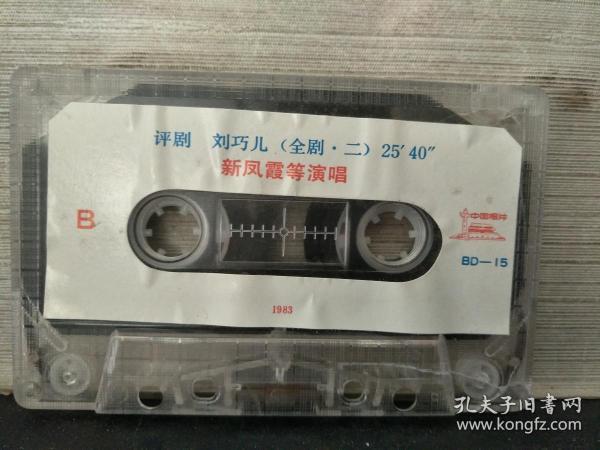 评剧 刘巧儿（全剧·二）25′40″
新凤霞等演唱
B
中国唱片
BD—15
1983
孔夫子旧书网
www.kongfz.com